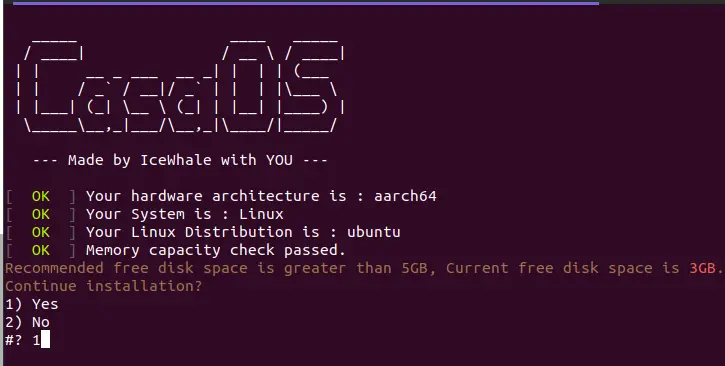 CasaOS
--- Made by IceWhale with YOU ---
[ OK ] Your hardware architecture is : aarch64
[ OK ] Your System is : Linux
[ OK ] Your Linux Distribution is : ubuntu
[ OK ] Memory capacity check passed.
Recommended free disk space is greater than 5GB, Current free disk space is 3GB.
Continue installation?
1) Yes
2) No
#? 1